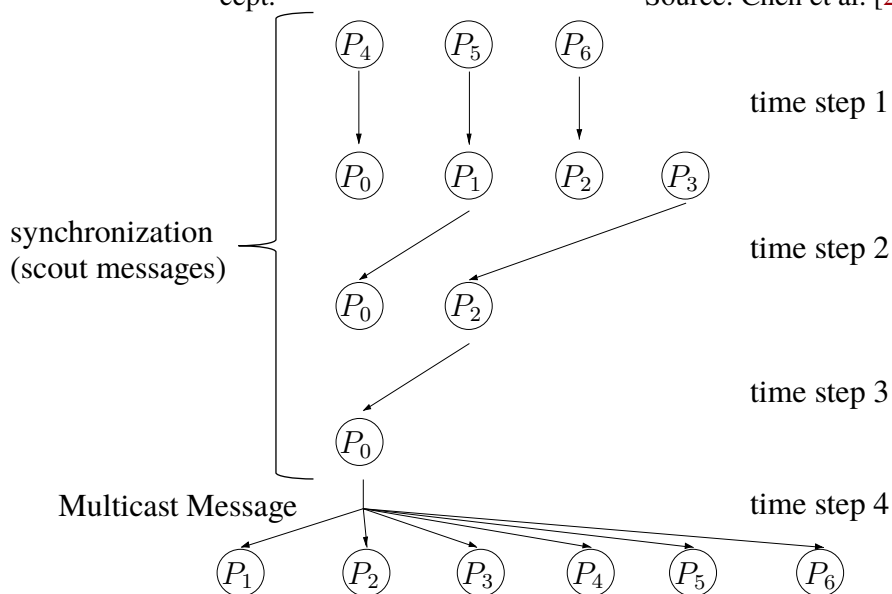 cept. Source: Chen et al. [2
P4 P5 P6
time step 1
P0 P1 P2 P3
synchronization
(scout messages)
time step 2
P0 P2
time step 3
P0
Multicast Message
time step 4
P1 P2 P3 P4 P5 P6